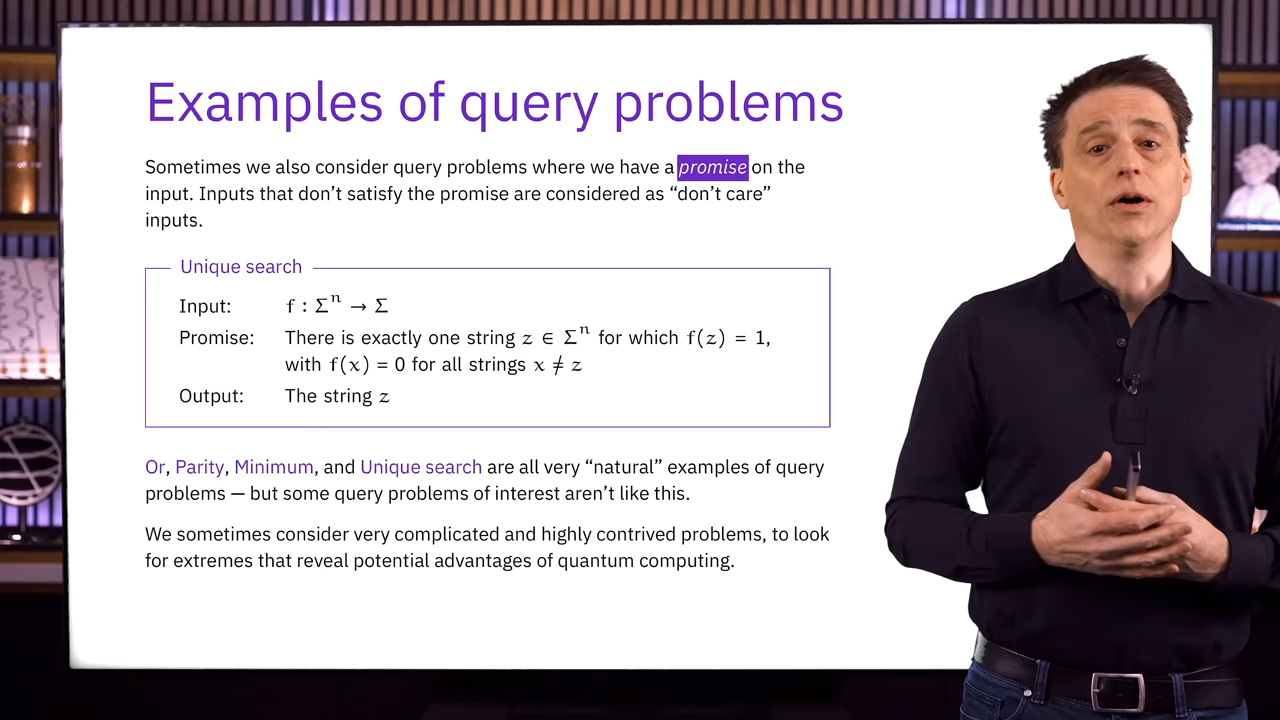 Examples of query problems
Sometimes we also consider query problems where we have a promise on the
input. Inputs that don’t satisfy the promise are considered as “don’t care”
inputs.
Unique search
Input: f : Σⁿ → Σ
Promise: There is exactly one string z ∈ Σⁿ for which f(z) = 1,
with f(x) = 0 for all strings x ≠ z
Output: The string z
Or, Parity, Minimum, and Unique search are all very “natural” examples of query
problems — but some query problems of interest aren’t like this.
We sometimes consider very complicated and highly contrived problems, to look
for extremes that reveal potential advantages of quantum computing.